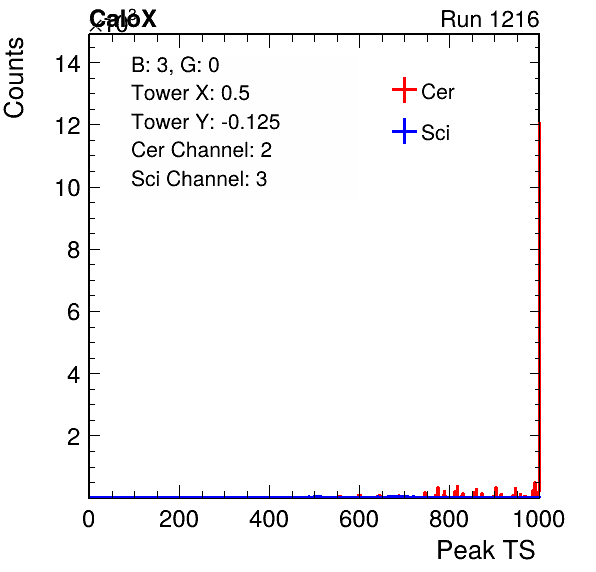 CaloX
×10³
Run 1216
Counts
14
12
10
8
6
4
2
B: 3, G: 0
Tower X: 0.5
Tower Y: -0.125
Cer Channel: 2
Sci Channel: 3
Cer
Sci
0 200 400 600 800 1000
Peak TS